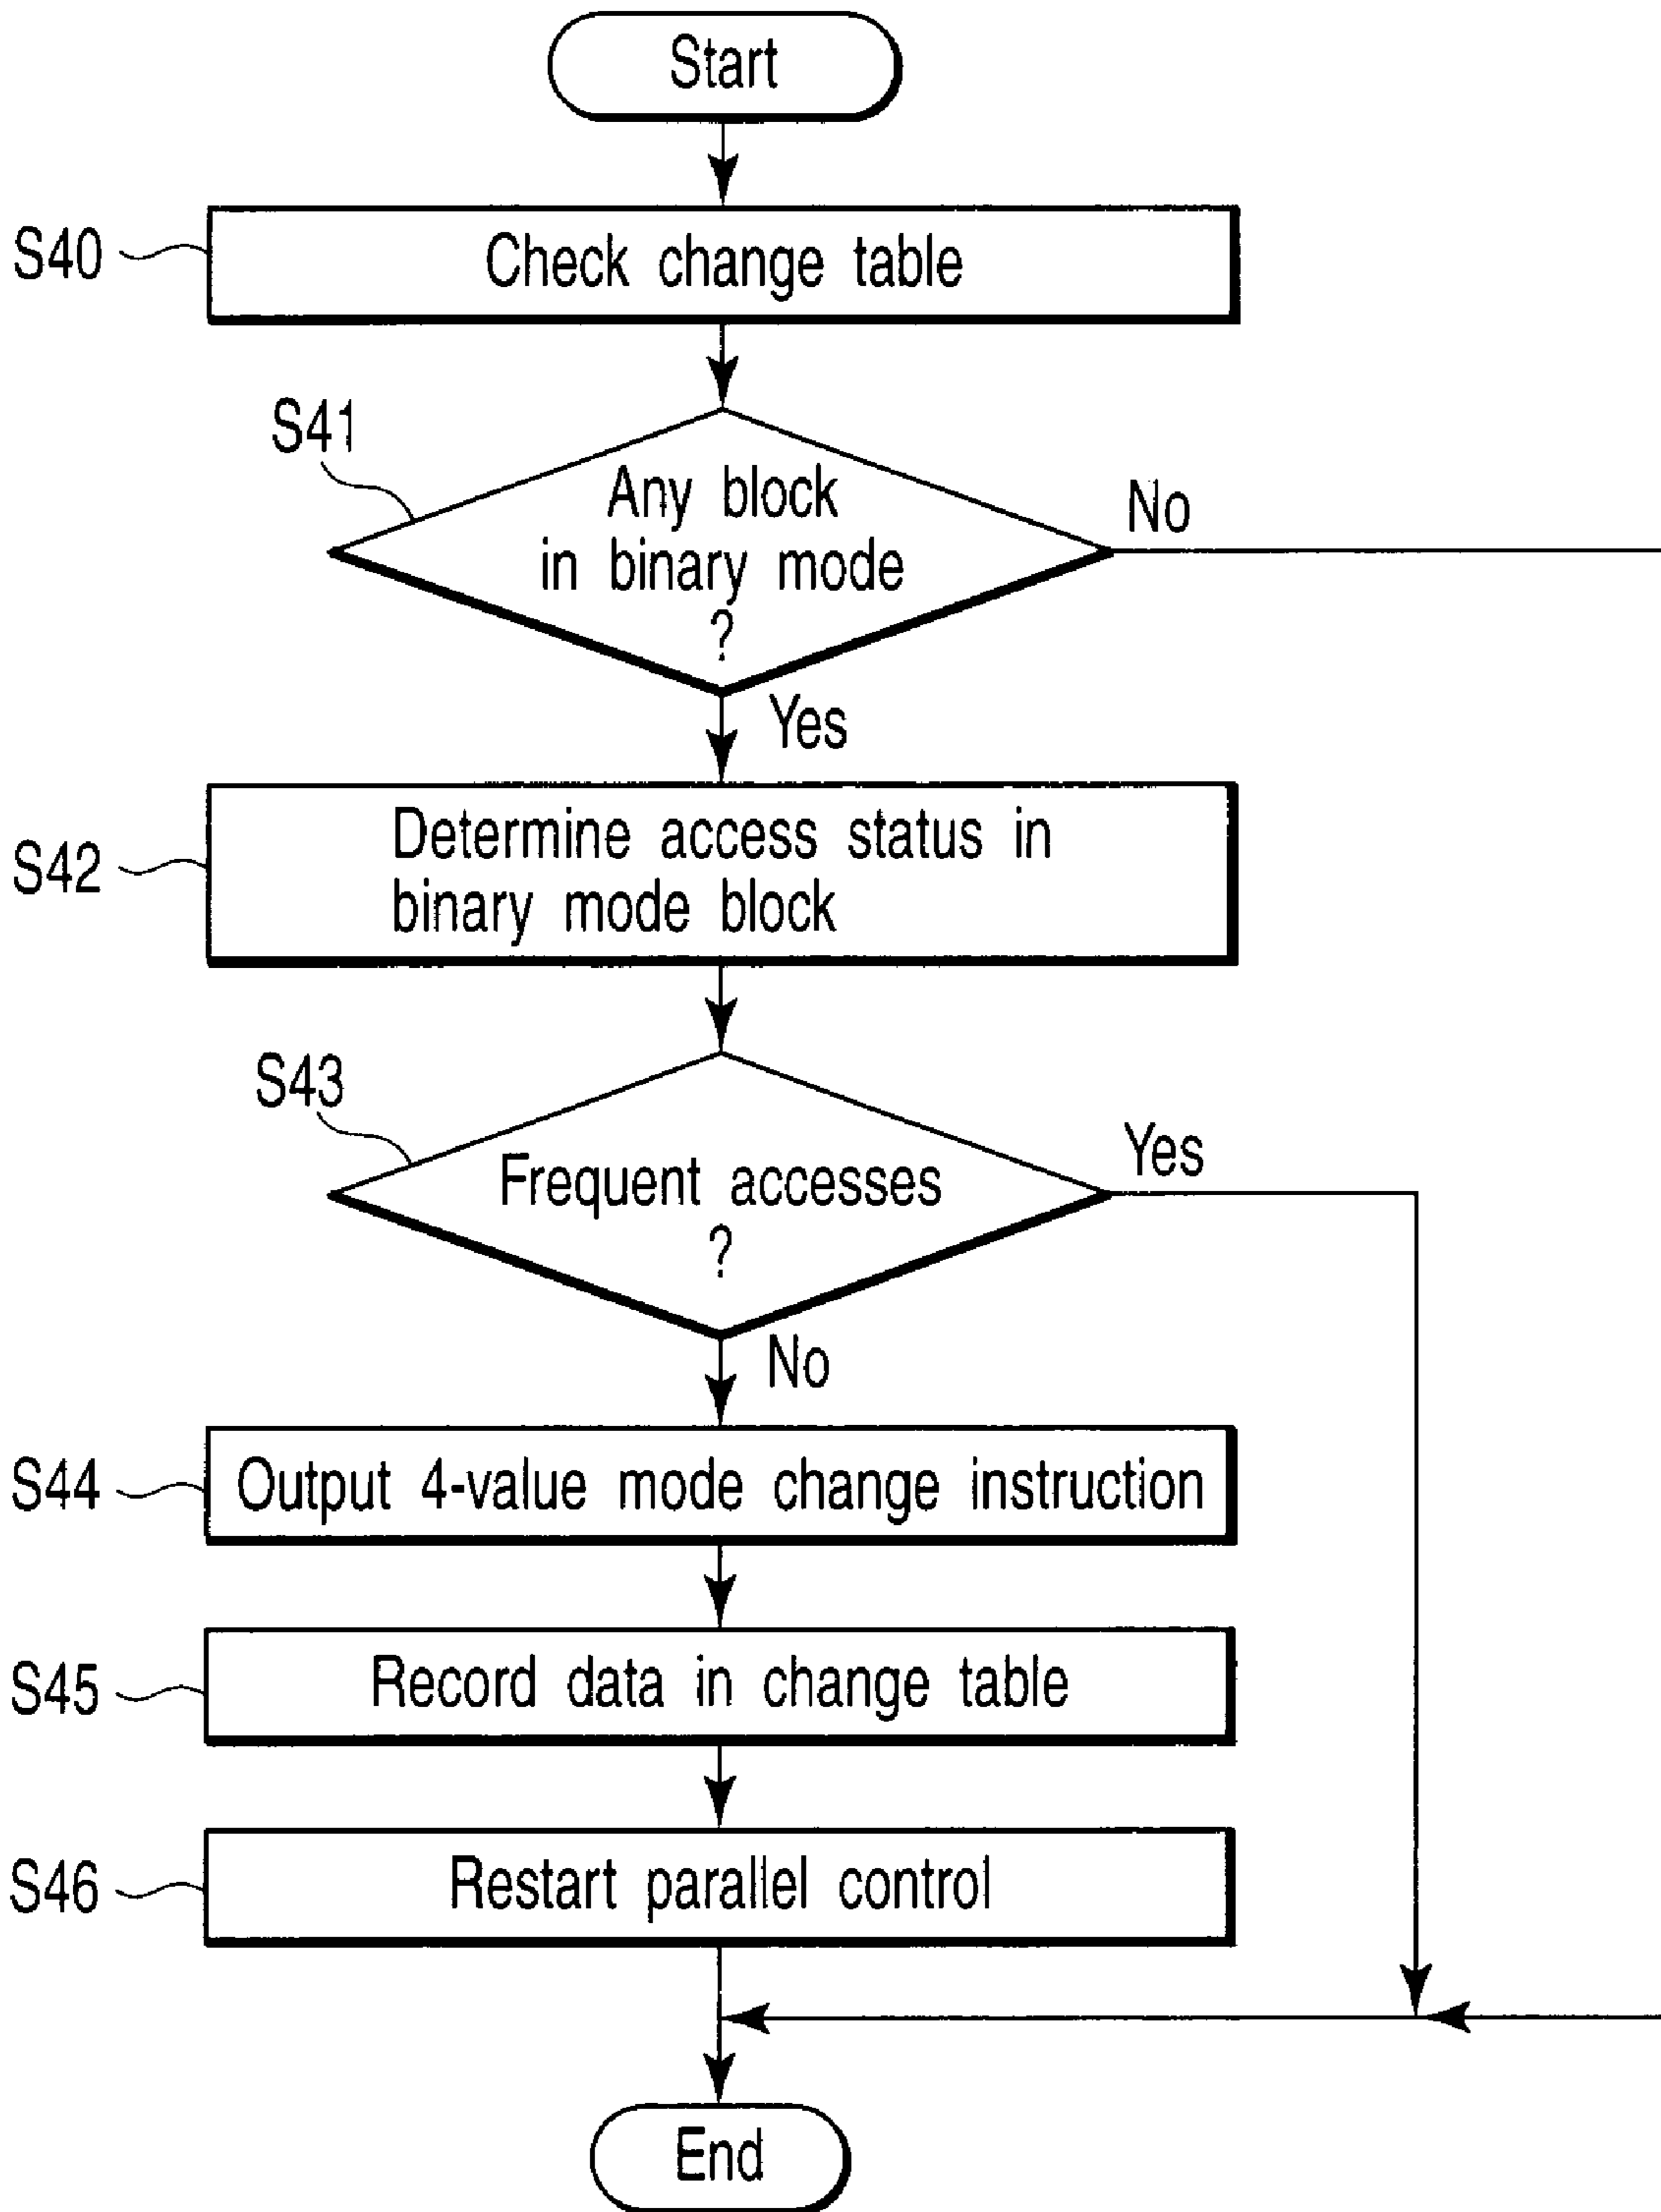 Start
S40
Check change table
S41
Any block
in binary mode
?
No
Yes
S42
Determine access status in
binary mode block
S43
Frequent accesses
?
Yes
No
S44
Output 4-value mode change instruction
S45
Record data in change table
S46
Restart parallel control
End